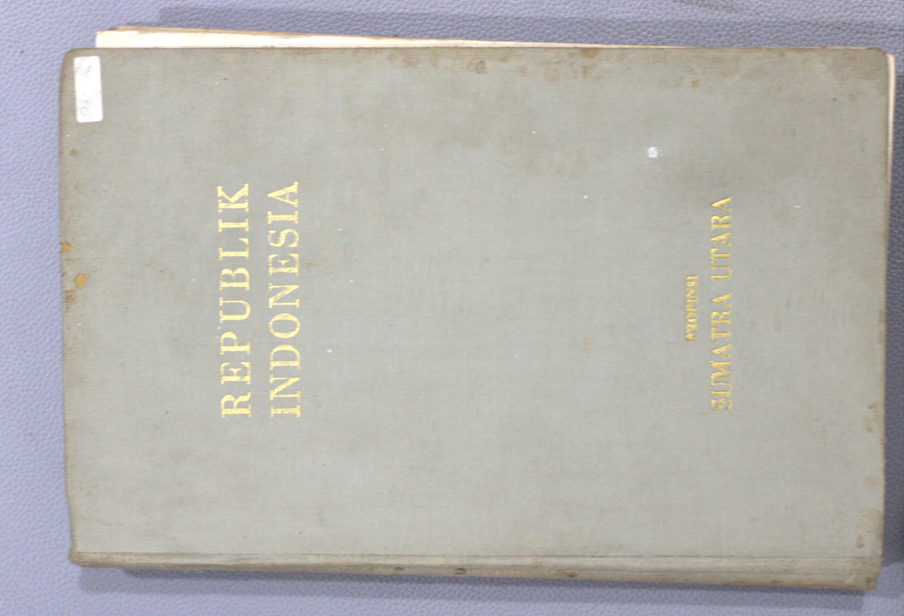 REPUBLIK
INDONESIA
PROPINSI
SUMATRA UTARA